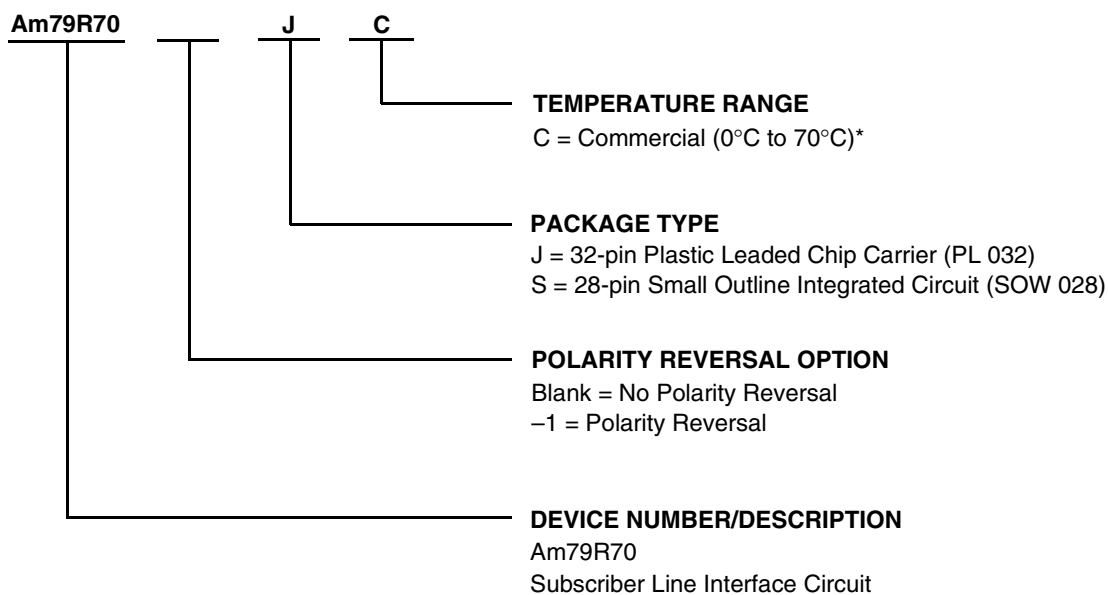 Am79R70 J C
TEMPERATURE RANGE
C = Commercial (0°C to 70°C)*
PACKAGE TYPE
J = 32-pin Plastic Leaded Chip Carrier (PL 032)
S = 28-pin Small Outline Integrated Circuit (SOW 028)
POLARITY REVERSAL OPTION
Blank = No Polarity Reversal
–1 = Polarity Reversal
DEVICE NUMBER/DESCRIPTION
Am79R70
Subscriber Line Interface Circuit